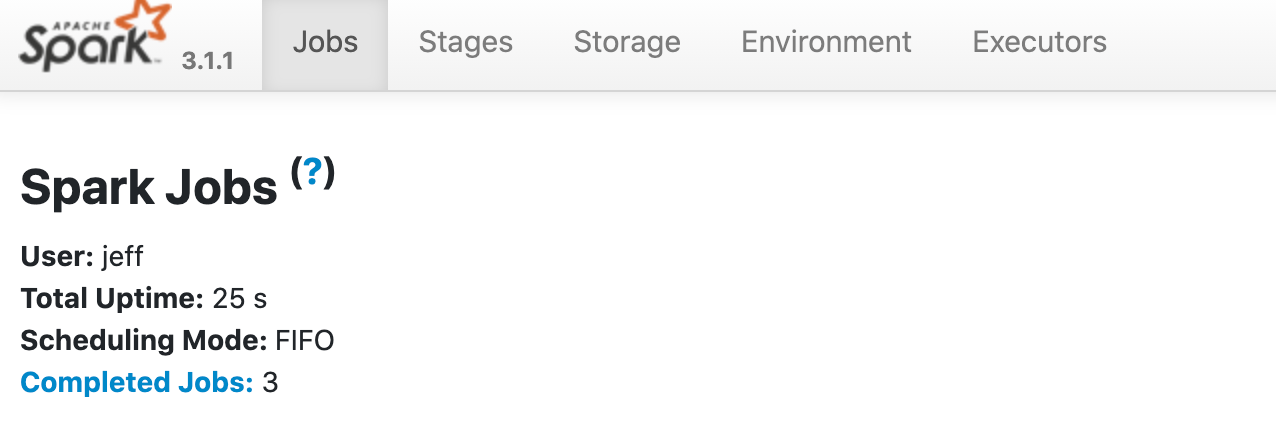 APACHE
Spark™ 3.1.1 Jobs Stages Storage Environment Executors
Spark Jobs (?)
User: jeff
Total Uptime: 25 s
Scheduling Mode: FIFO
Completed Jobs: 3